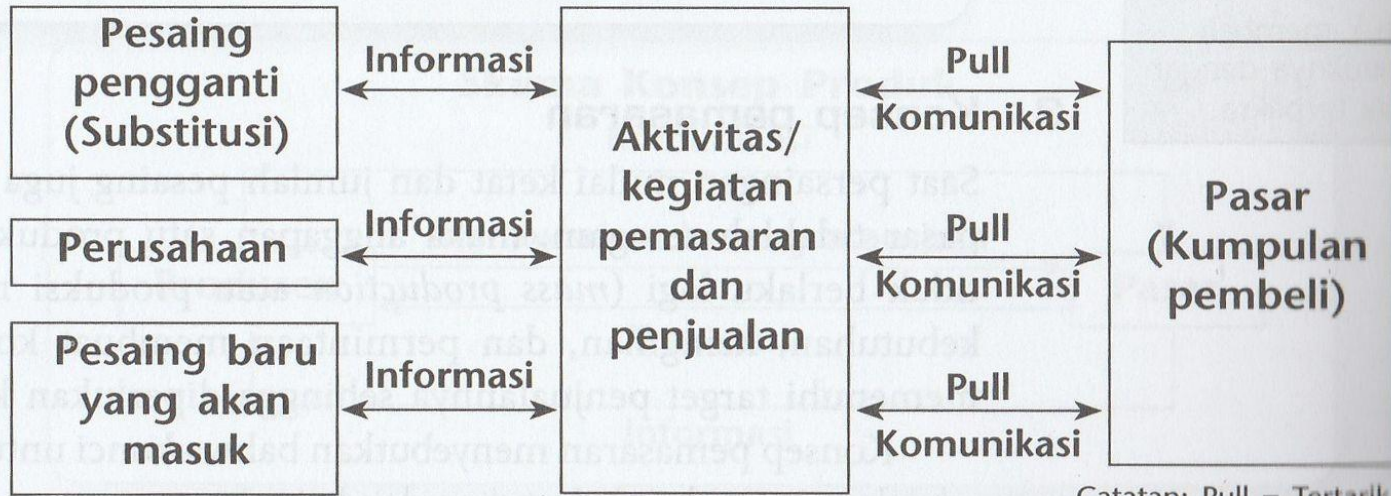 Pesaing
pengganti
(Substitusi)
Informasi
Perusahaan
Informasi
Pesaing baru
yang akan
masuk
Informasi
Aktivitas/
kegiatan
pemasaran
dan
penjualan
Pull
Komunikasi
Pull
Komunikasi
Pull
Komunikasi
Pasar
(Kumpulan
pembeli)
Catatan: Pull =